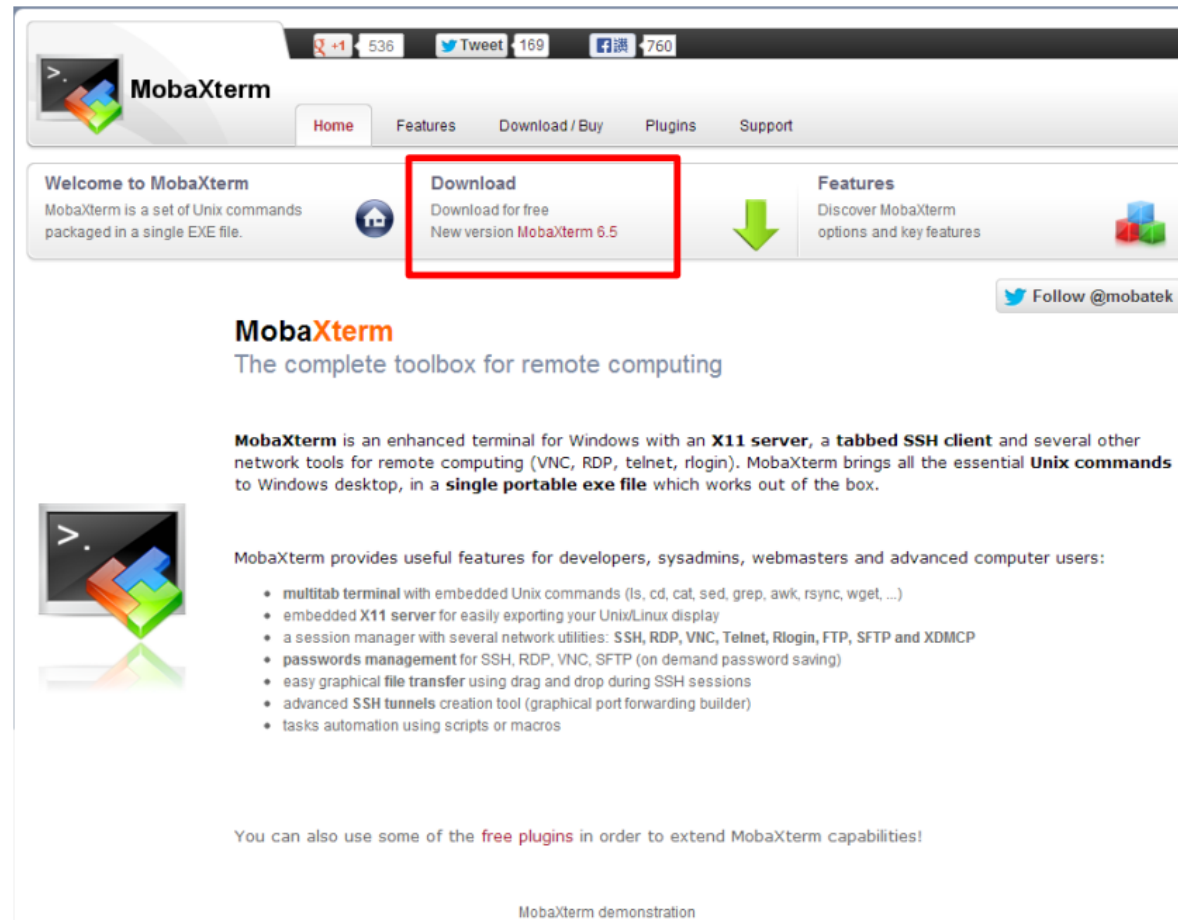 +1 536 Tweet 169 讚 760
MobaXterm
Home Features Download / Buy Plugins Support
Welcome to MobaXterm
MobaXterm is a set of Unix commands
packaged in a single EXE file.
Download
Download for free
New version MobaXterm 6.5
Features
Discover MobaXterm
options and key features
Follow @mobatek
MobaXterm
The complete toolbox for remote computing
MobaXterm is an enhanced terminal for Windows with an X11 server, a tabbed SSH client and several other
network tools for remote computing (VNC, RDP, telnet, rlogin). MobaXterm brings all the essential Unix commands
to Windows desktop, in a single portable exe file which works out of the box.
>.
MobaXterm provides useful features for developers, sysadmins, webmasters and advanced computer users:
multitab terminal with embedded Unix commands (ls, cd, cat, sed, grep, awk, rsync, wget, ...)
embedded X11 server for easily exporting your Unix/Linux display
a session manager with several network utilities: SSH, RDP, VNC, Telnet, Rlogin, FTP, SFTP and XDMCP
passwords management for SSH, RDP, VNC, SFTP (on demand password saving)
easy graphical file transfer using drag and drop during SSH sessions
advanced SSH tunnels creation tool (graphical port forwarding builder)
tasks automation using scripts or macros
You can also use some of the free plugins in order to extend MobaXterm capabilities!
MobaXterm demonstration